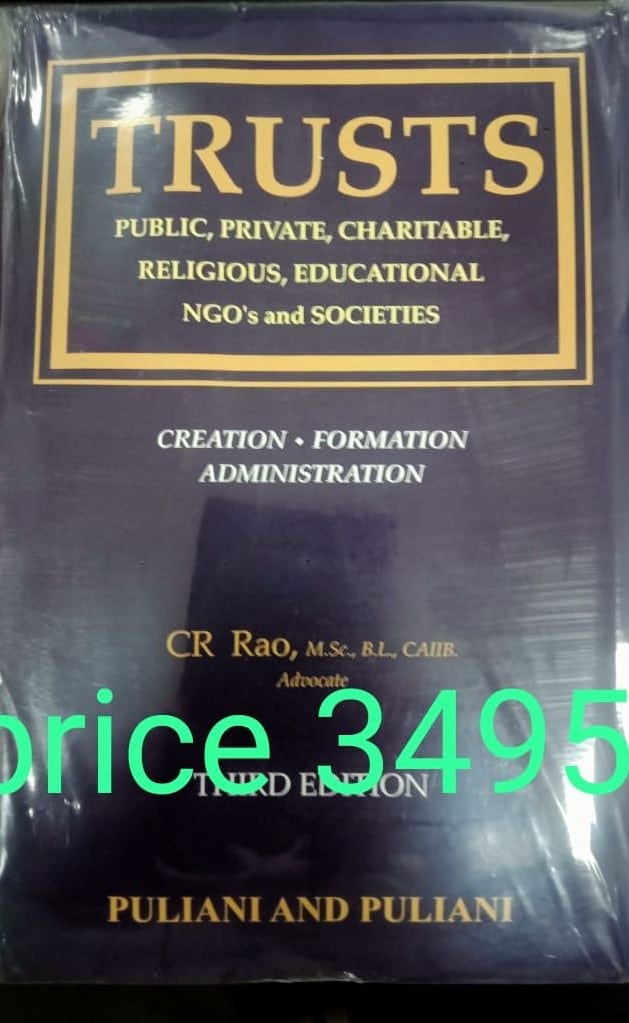 TRUSTS
PUBLIC, PRIVATE, CHARITABLE,
RELIGIOUS, EDUCATIONAL
NGO's and SOCIETIES
CREATION • FORMATION
ADMINISTRATION
CR Rao, M.Sc., B.L., CAIIB.
Advocate
price 3495
THIRD EDITION
PULIANI AND PULIANI